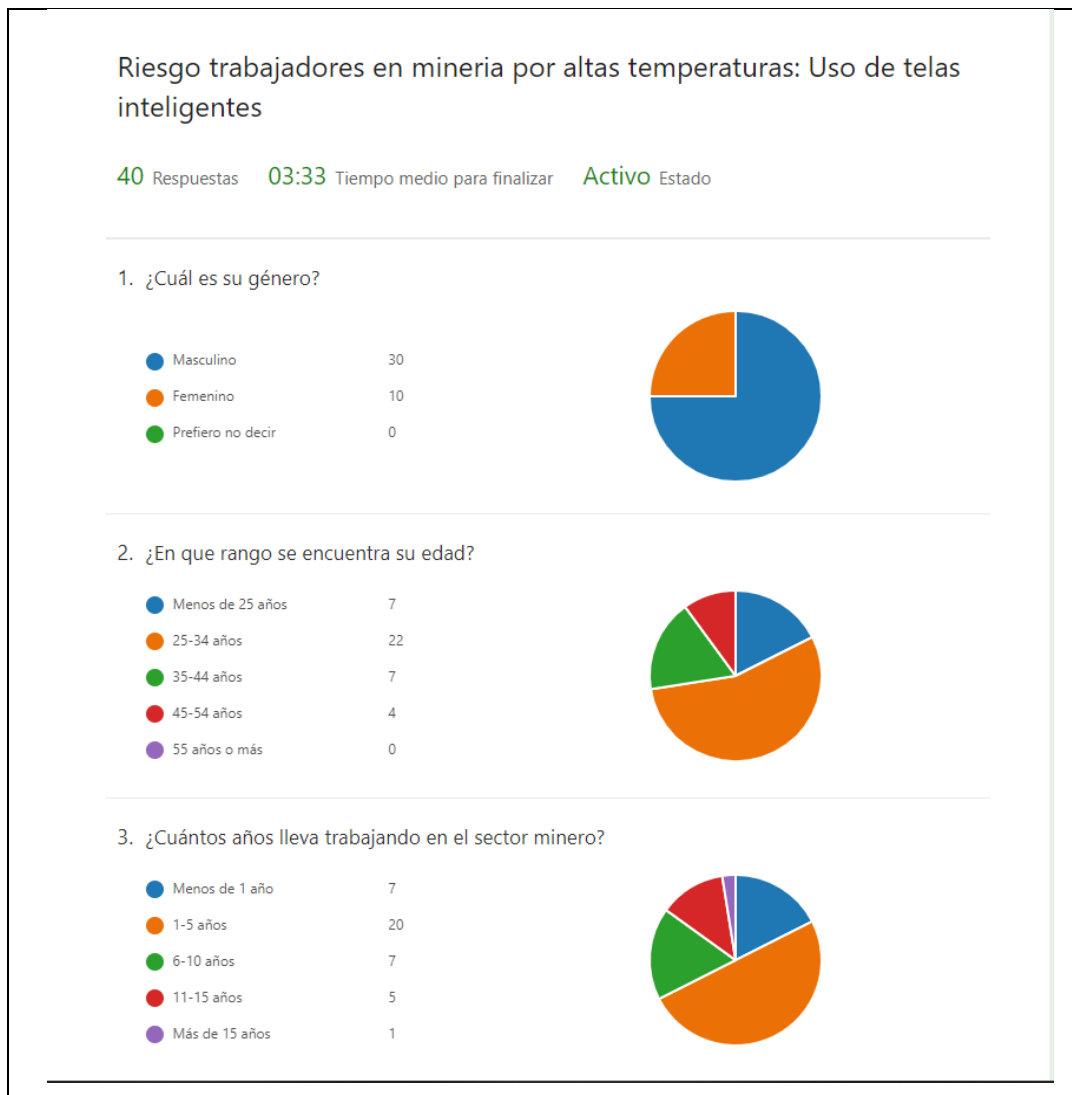 Riesgo trabajadores en mineria por altas temperaturas: Uso de telas
inteligentes
40 Respuestas 03:33 Tiempo medio para finalizar Activo Estado
1. ¿Cuál es su género?
Masculino 30
Femenino 10
Prefiero no decir 0
2. ¿En que rango se encuentra su edad?
Menos de 25 años 7
25-34 años 22
35-44 años 7
45-54 años 4
55 años o más 0
3. ¿Cuántos años lleva trabajando en el sector minero?
Menos de 1 año 7
1-5 años 20
6-10 años 7
11-15 años 5
Más de 15 años 1